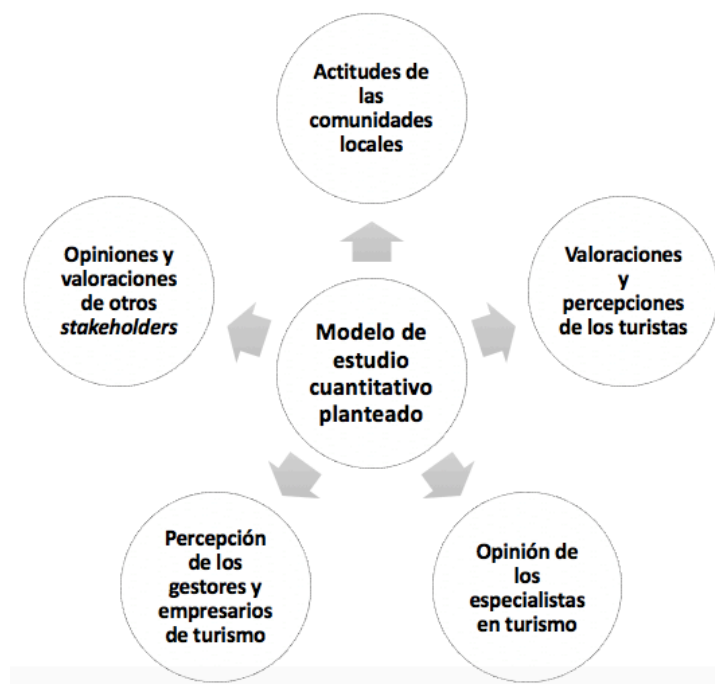 Actitudes de
las
comunidades
locales
Opiniones y
valoraciones
de otros
stakeholders
Valoraciones
y
percepciones
de los turistas
Modelo de
estudio
cuantitativo
planteado
Percepción
de los
gestores y
empresarios
de turismo
Opinión de
los
especialistas
en turismo